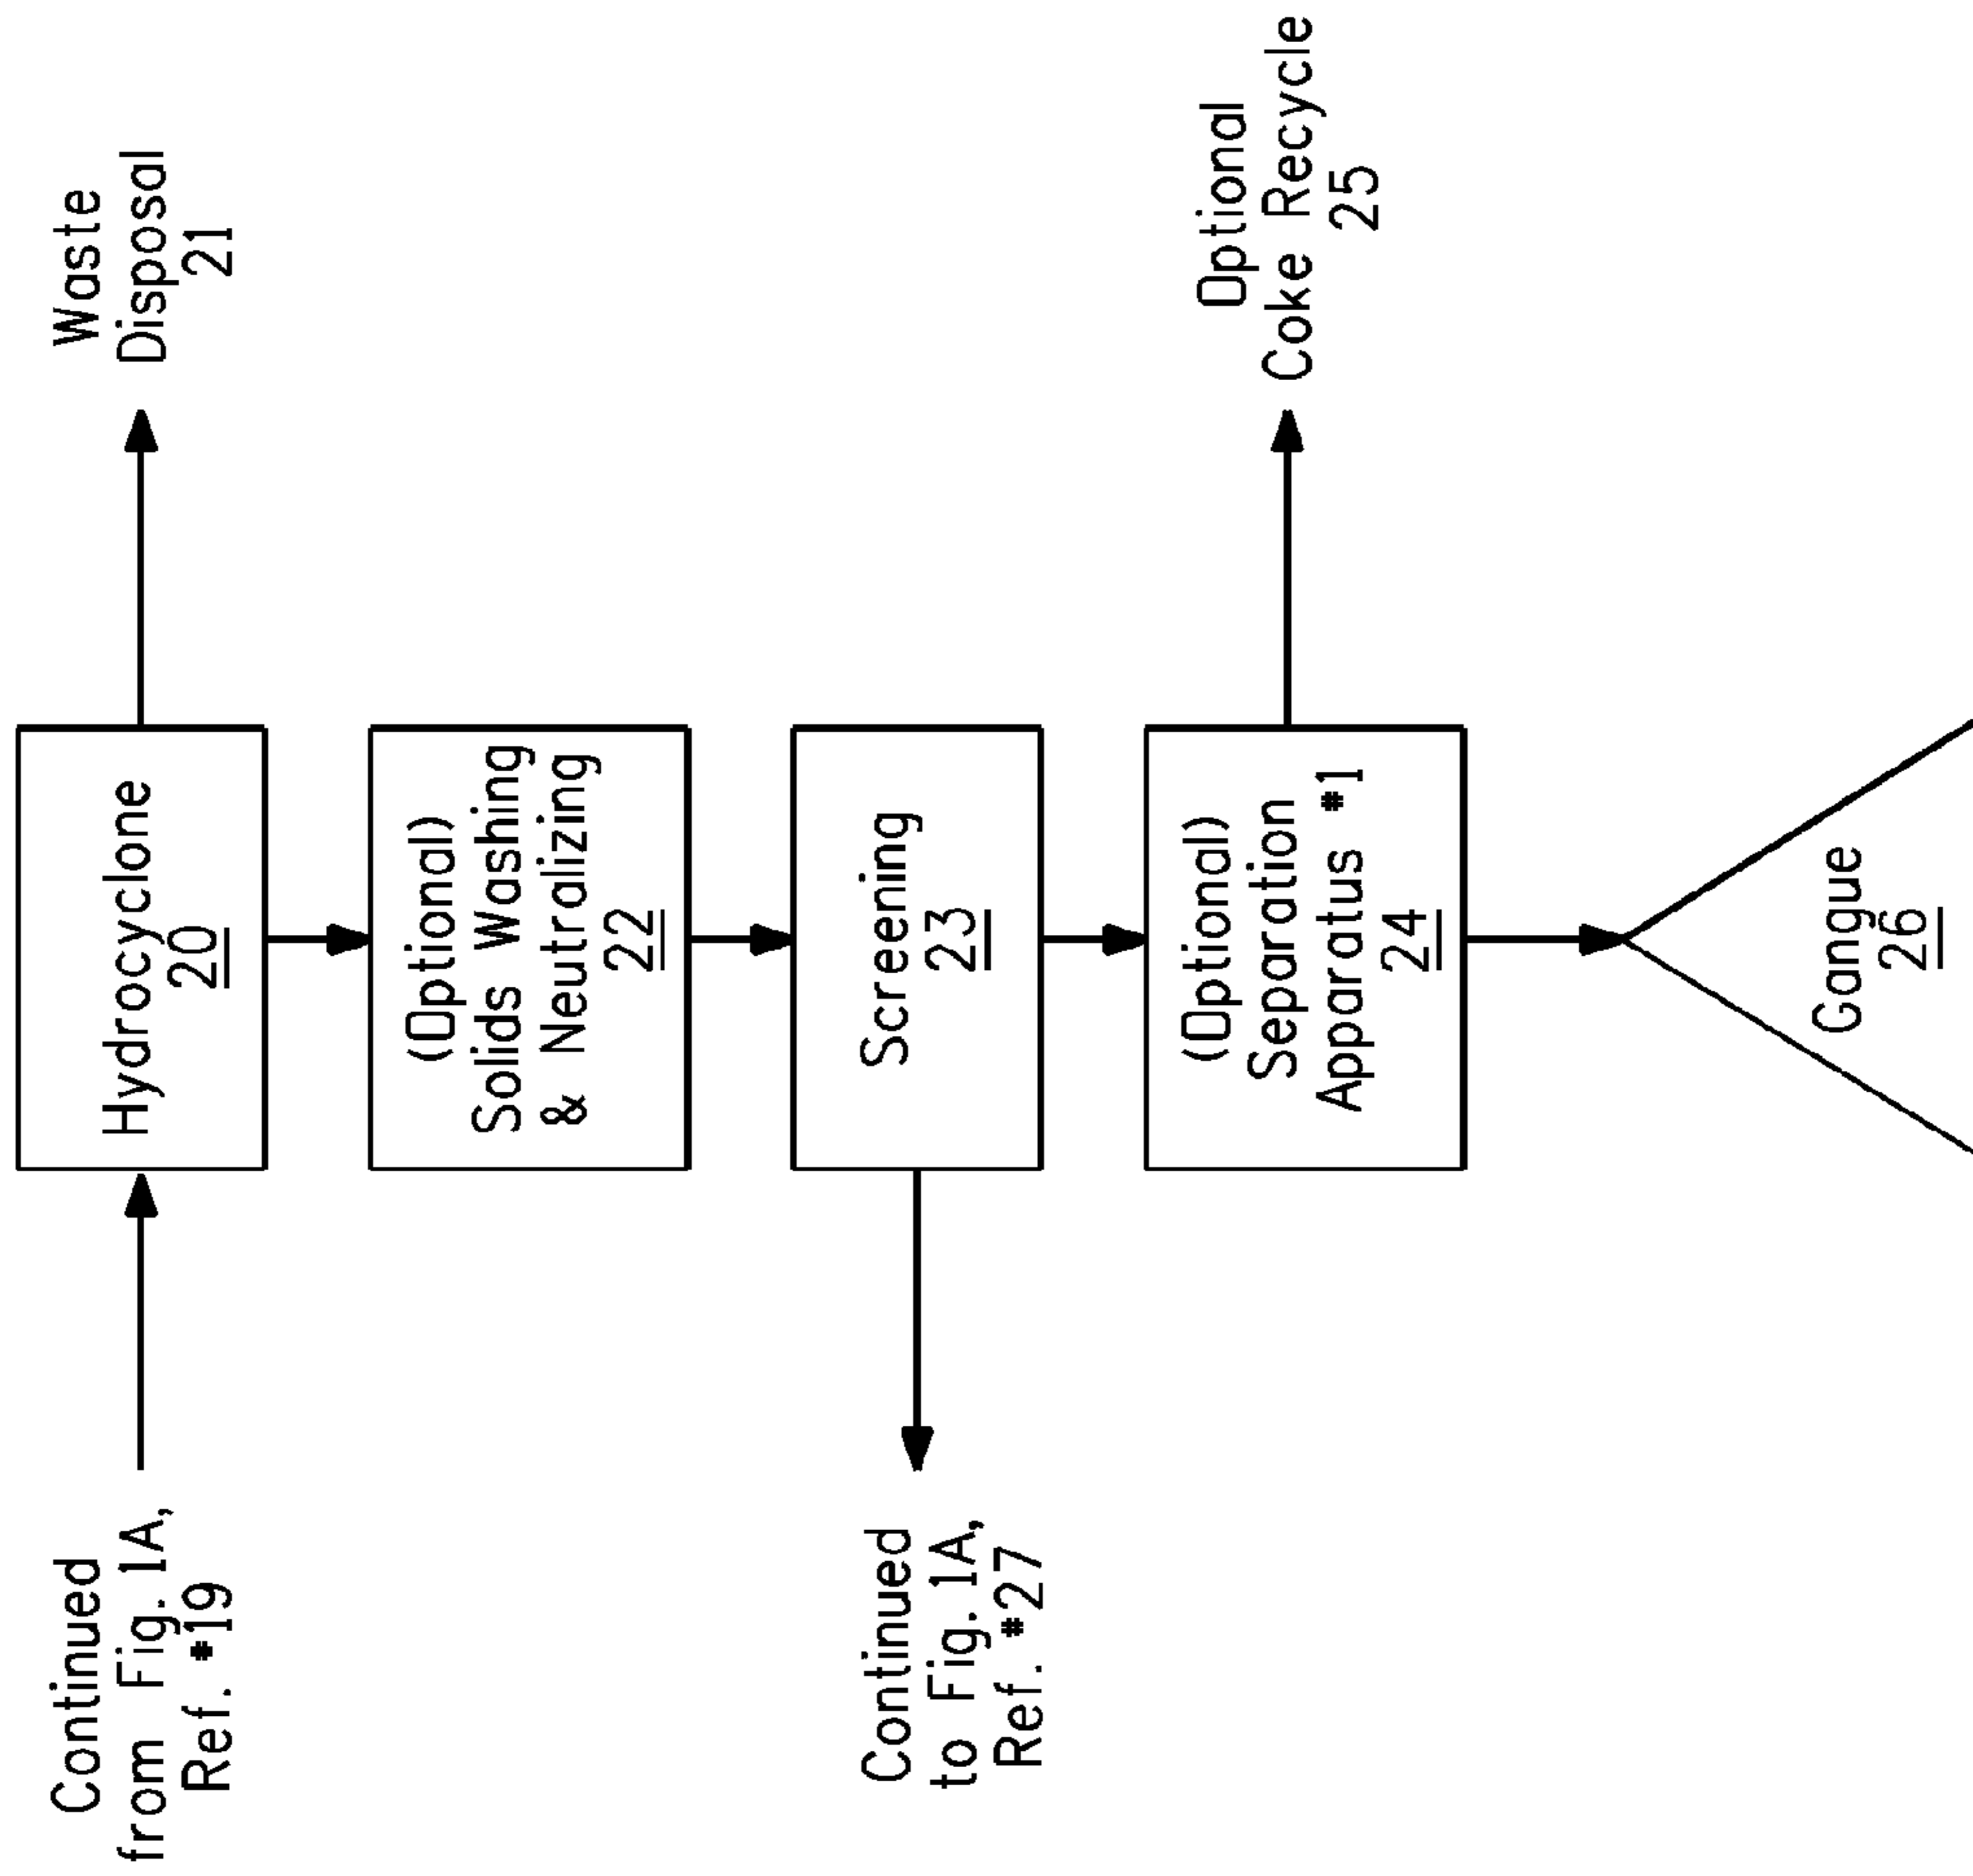 Continued
from Fig. 1A,
Ref. #19
Hydrocyclone
20
Waste
Disposal
21
(Optional)
Solids Washing
& Neutralizing
22
Screening
23
Continued
to Fig. 1A,
Ref. #27
(Optional)
Separation
Apparatus #1
24
Optional
Coke Recycle
25
Gangue
26